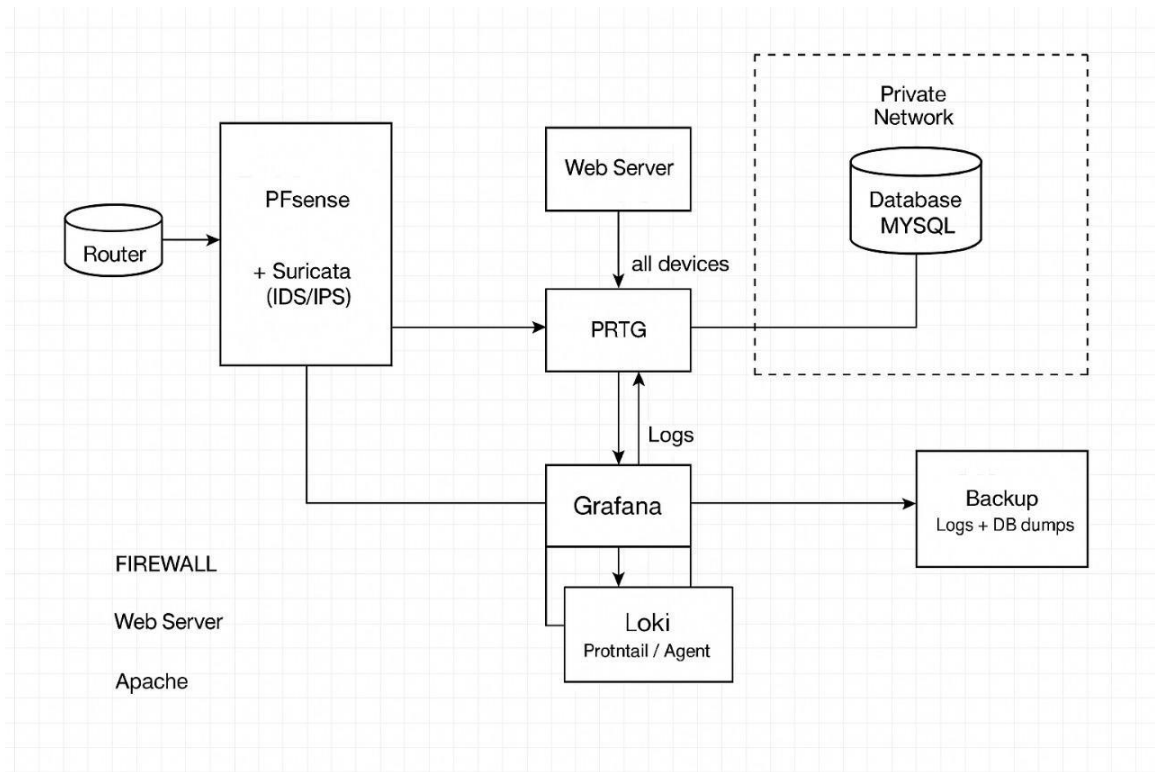 Private
Network
Web Server
Database
MYSQL
PFsense
+ Suricata
(IDS/IPS)
Router
all devices
PRTG
Logs
Grafana
Backup
Logs + DB dumps
FIREWALL
Web Server
Apache
Loki
Protntail / Agent